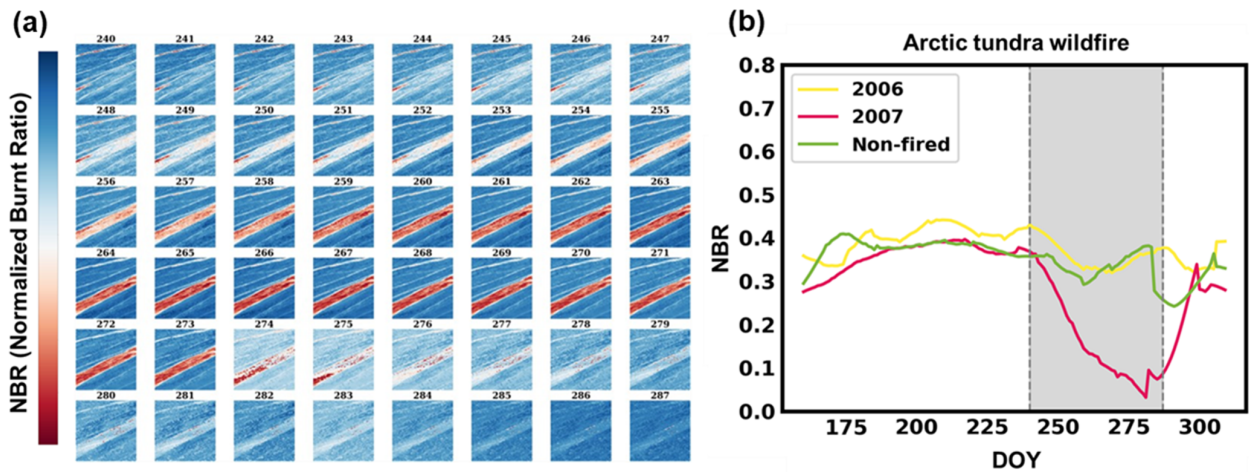 (a)
NBR (Normalized Burnt Ratio)
240 241 242 243 244 245 246 247
248 249 250 251 252 253 254 255
256 257 258 259 260 261 262 263
264 265 266 267 268 269 270 271
272 273 274 275 276 277 278 279
280 281 282 283 284 285 286 287
(b)
Arctic tundra wildfire
2006
2007
Non-fired
NBR
0.8
0.7
0.6
0.5
0.4
0.3
0.2
0.1
0.0
175 200 225 250 275 300
DOY